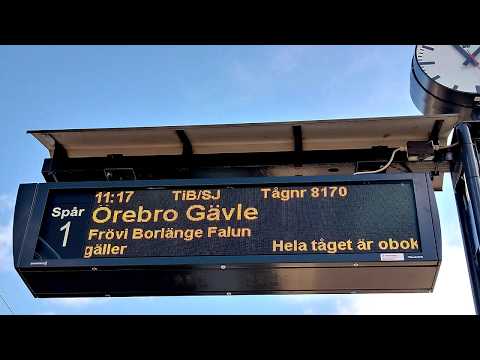 11:17 TiB/SJ Tågnr 8170
Spår 1
Örebro Gävle
Frövi Borlänge Falun
gäller Hela tåget är obok